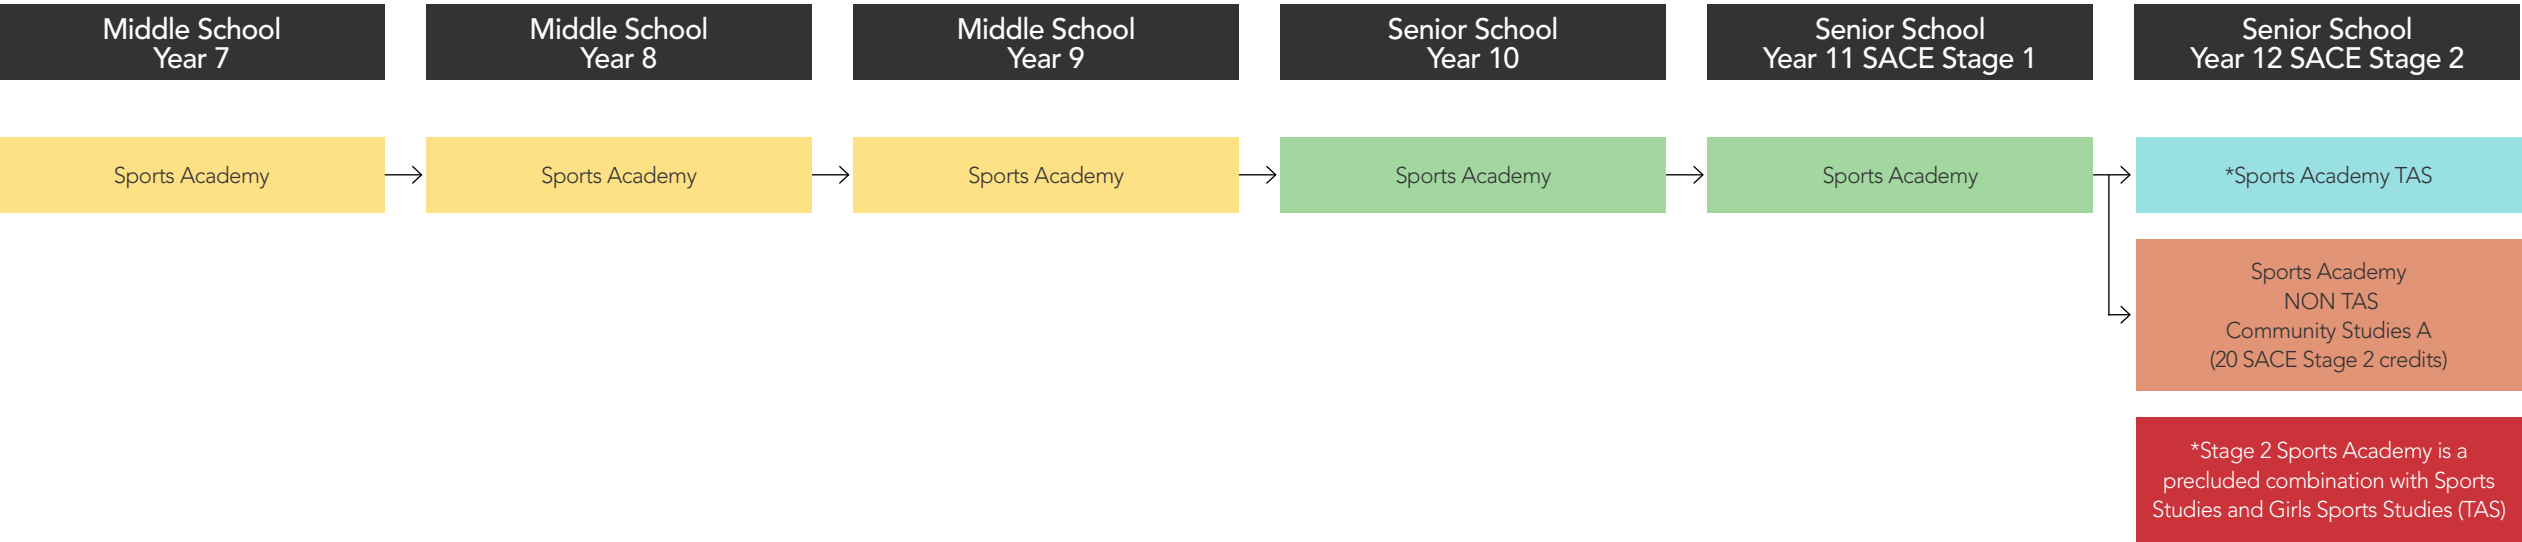 Middle School
Year 7
Middle School
Year 8
Middle School
Year 9
Senior School
Year 10
Senior School
Year 11 SACE Stage 1
Senior School
Year 12 SACE Stage 2
Sports Academy
Sports Academy
Sports Academy
Sports Academy
Sports Academy
*Sports Academy TAS
Sports Academy
NON TAS
Community Studies A
(20 SACE Stage 2 credits)
*Stage 2 Sports Academy is a
precluded combination with Sports
Studies and Girls Sports Studies (TAS)